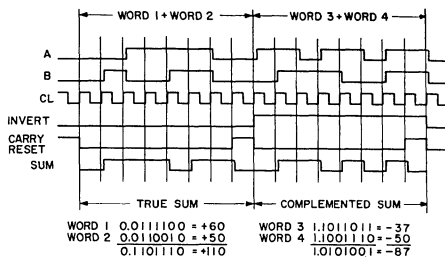 WORD 1 + WORD 2
WORD 3 + WORD 4
A
B
CL
INVERT
CARRY RESET
SUM
TRUE SUM
COMPLEMENTED SUM
WORD 1 0.0111100 = +60
WORD 2 0.0110010 = +50
0.1101110 = +110
WORD 3 1.1011011 = -37
WORD 4 1.1001110 = -50
1.0101001 = -87